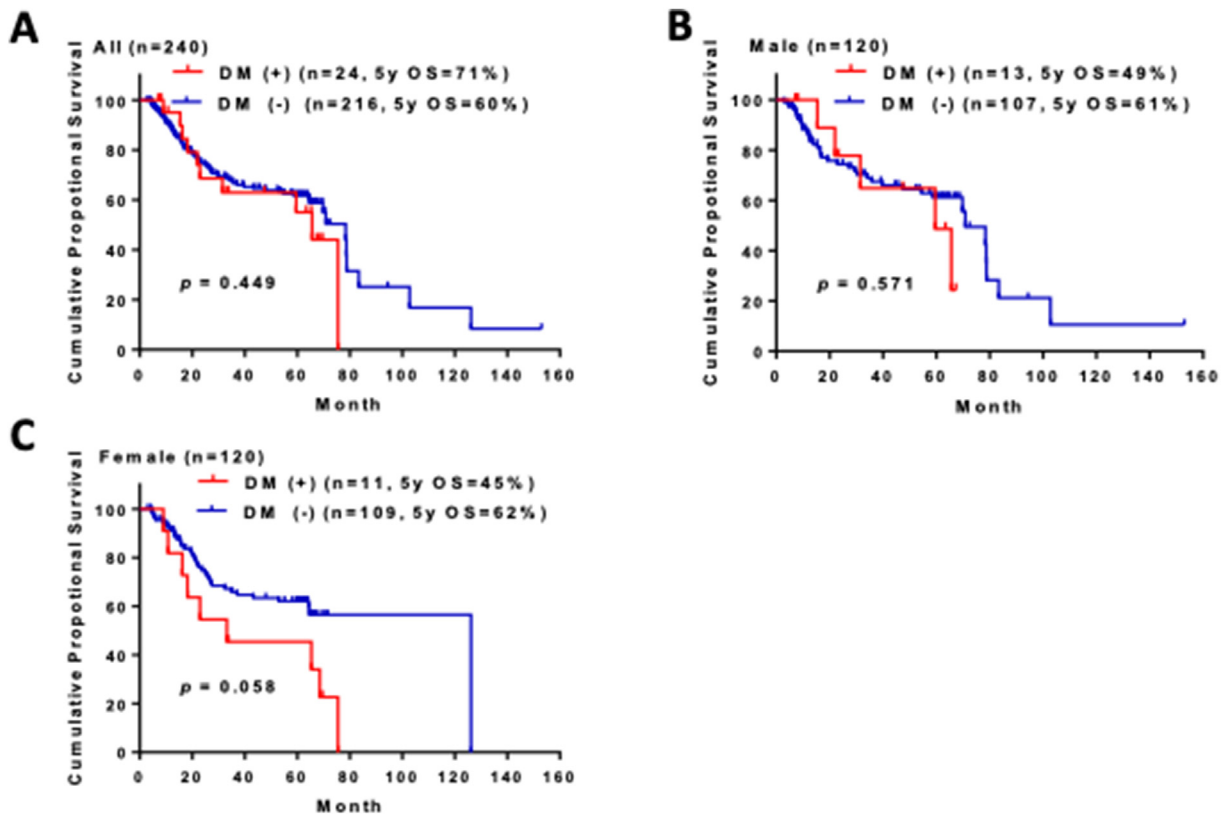 A
All (n=240)
DM (+) (n=24, 5y OS=71%)
DM (-) (n=216, 5y OS=60%)
Cumulative Propotional Survival
100
80
60
40
20
0
p = 0.449
0 20 40 60 80 100 120 140 160
Month
B
Male (n=120)
DM (+) (n=13, 5y OS=49%)
DM (-) (n=107, 5y OS=61%)
Cumulative Propotional Survival
100
80
60
40
20
0
p = 0.571
0 20 40 60 80 100 120 140 160
Month
C
Female (n=120)
DM (+) (n=11, 5y OS=45%)
DM (-) (n=109, 5y OS=62%)
Cumulative Propotional Survival
100
80
60
40
20
0
p = 0.058
0 20 40 60 80 100 120 140 160
Month